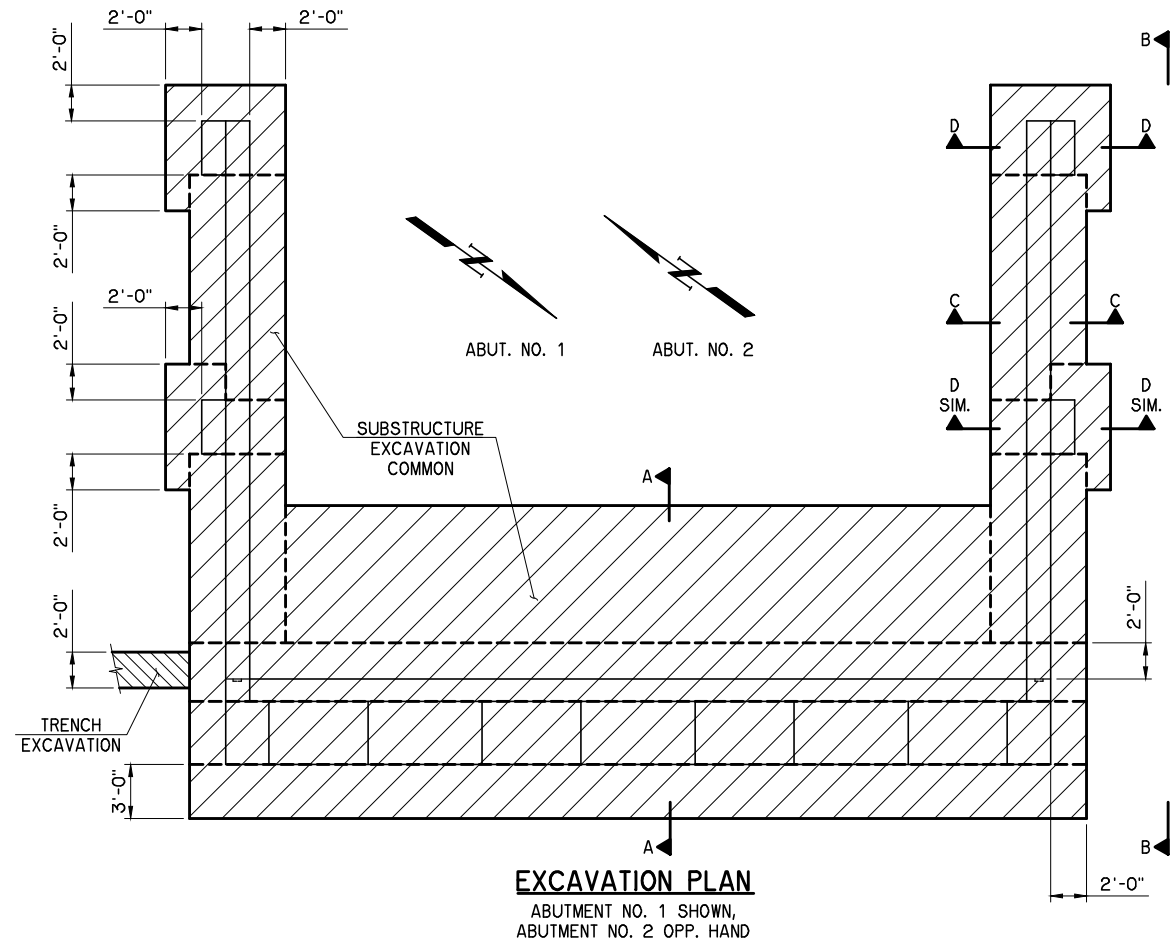 2'-0"
2'-0"
2'-0"
B
D
D
2'-0"
2'-0"
2'-0"
C
C
ABUT. NO. 1
ABUT. NO. 2
D
SIM.
D
SIM.
SUBSTRUCTURE
EXCAVATION
COMMON
A
2'-0"
2'-0"
2'-0"
TRENCH
EXCAVATION
3'-0"
A
B
EXCAVATION PLAN
2'-0"
ABUTMENT NO. 1 SHOWN,
ABUTMENT NO. 2 OPP. HAND